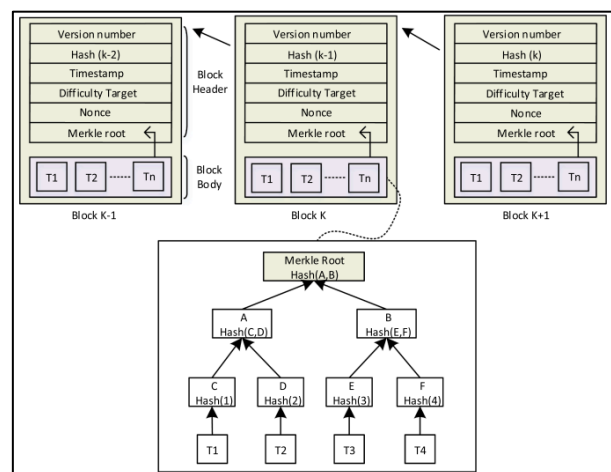 Version number
Hash (k-2)
Timestamp
Difficulty Target
Nonce
Merkle root
T1 T2 Tn
Block K-1
Block
Header
Block
Body
Version number
Hash (k-1)
Timestamp
Difficulty Target
Nonce
Merkle root
T1 T2 Tn
Block K
Version number
Hash (k)
Timestamp
Difficulty Target
Nonce
Merkle root
T1 T2 Tn
Block K+1
Merkle Root
Hash(A,B)
A
Hash(C,D)
B
Hash(E,F)
C
Hash(1)
D
Hash(2)
E
Hash(3)
F
Hash(4)
T1 T2 T3 T4